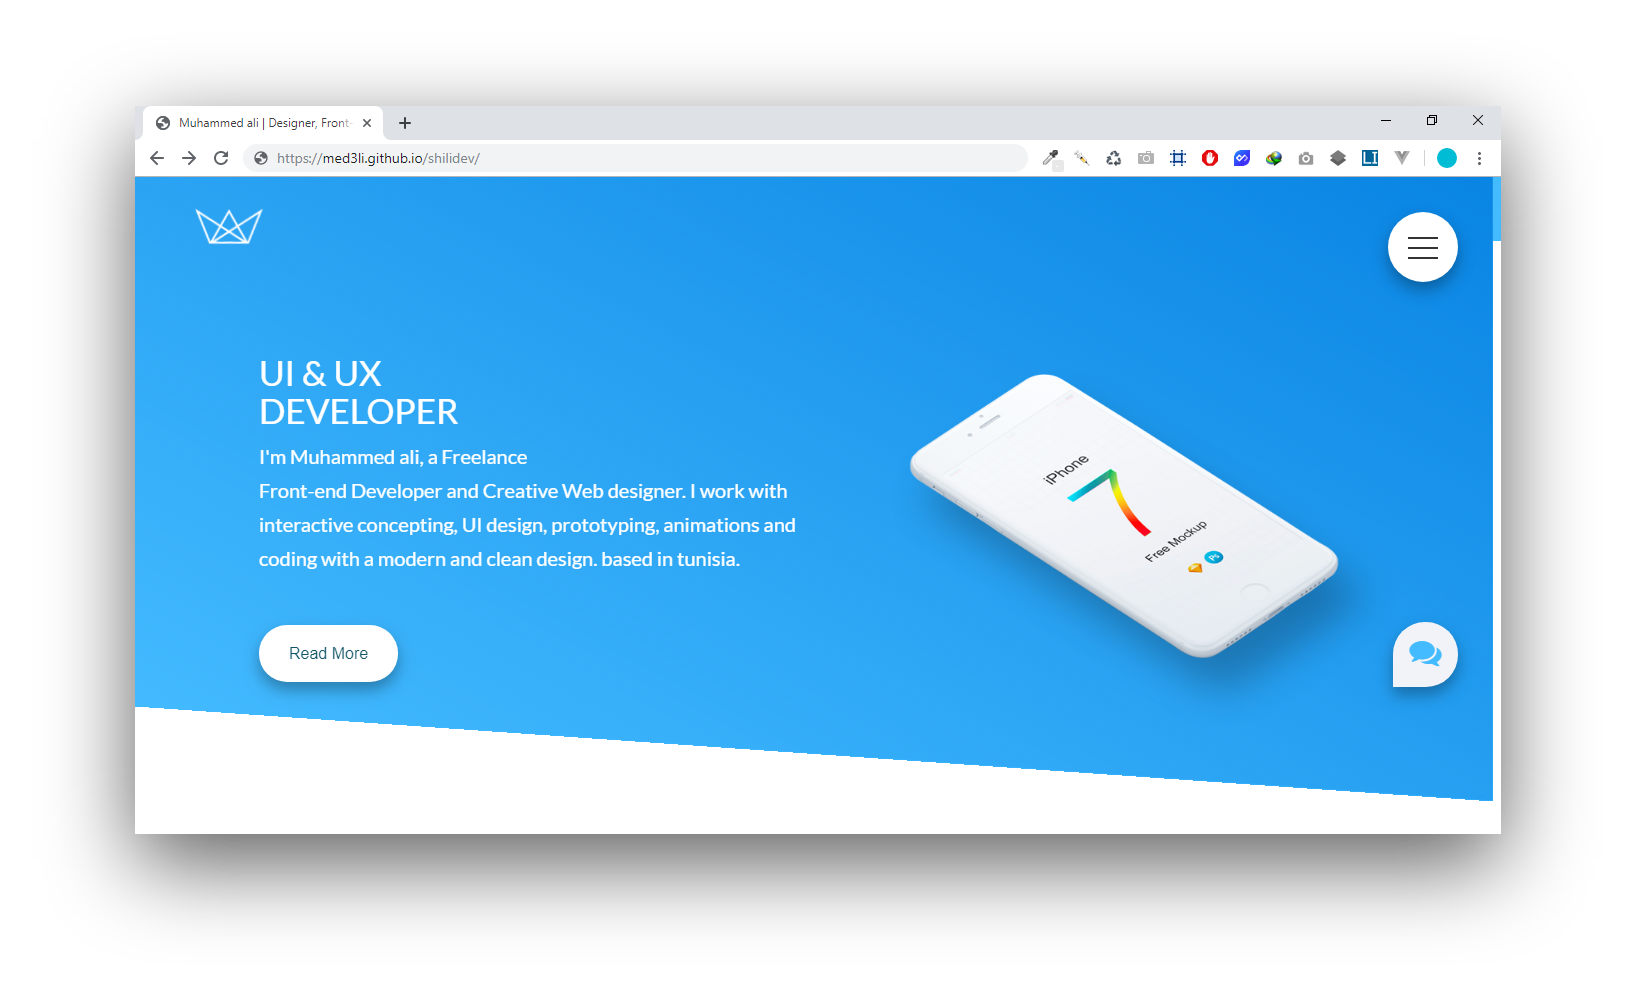 Muhammed ali | Designer, Front-
https://med3li.github.io/shilidev/
UI & UX
DEVELOPER
I'm Muhammed ali, a Freelance
Front-end Developer and Creative Web designer. I work with
interactive concepting, UI design, prototyping, animations and
coding with a modern and clean design. based in tunisia.
Read More
iPhone
7
Free Mockup
Ps
LI